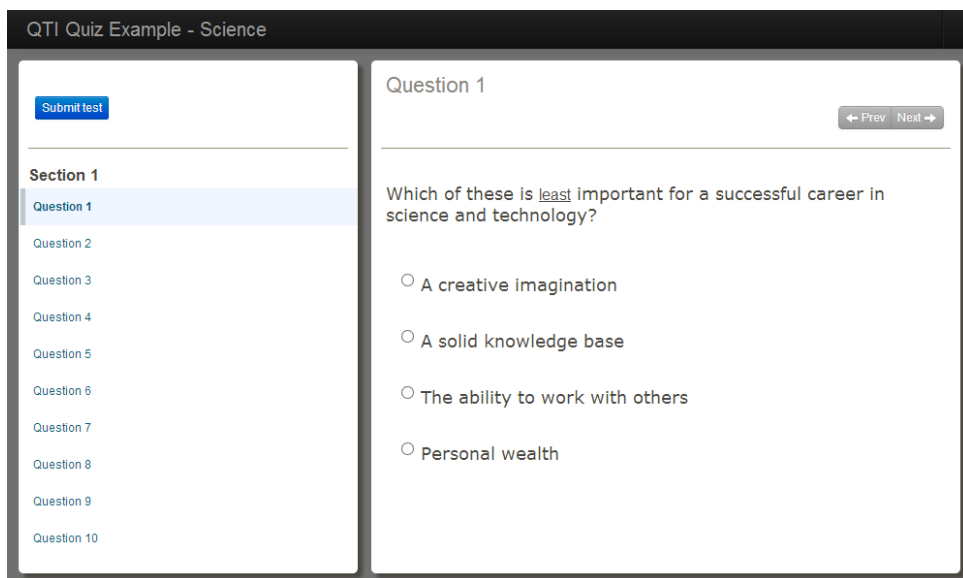 QTI Quiz Example - Science
Submit test
Section 1
Question 1
Question 2
Question 3
Question 4
Question 5
Question 6
Question 7
Question 8
Question 9
Question 10
Question 1
← Prev Next →
Which of these is least important for a successful career in
science and technology?
A creative imagination
A solid knowledge base
The ability to work with others
Personal wealth